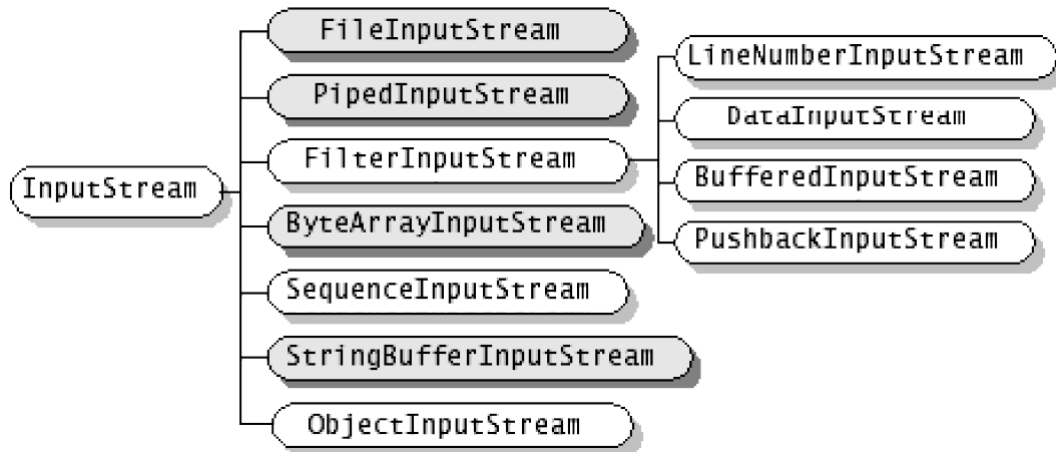 InputStream
FileInputStream
PipedInputStream
FilterInputStream
ByteArrayInputStream
SequenceInputStream
StringBufferInputStream
ObjectInputStream
LineNumberInputStream
DataInputStream
BufferedInputStream
PushbackInputStream